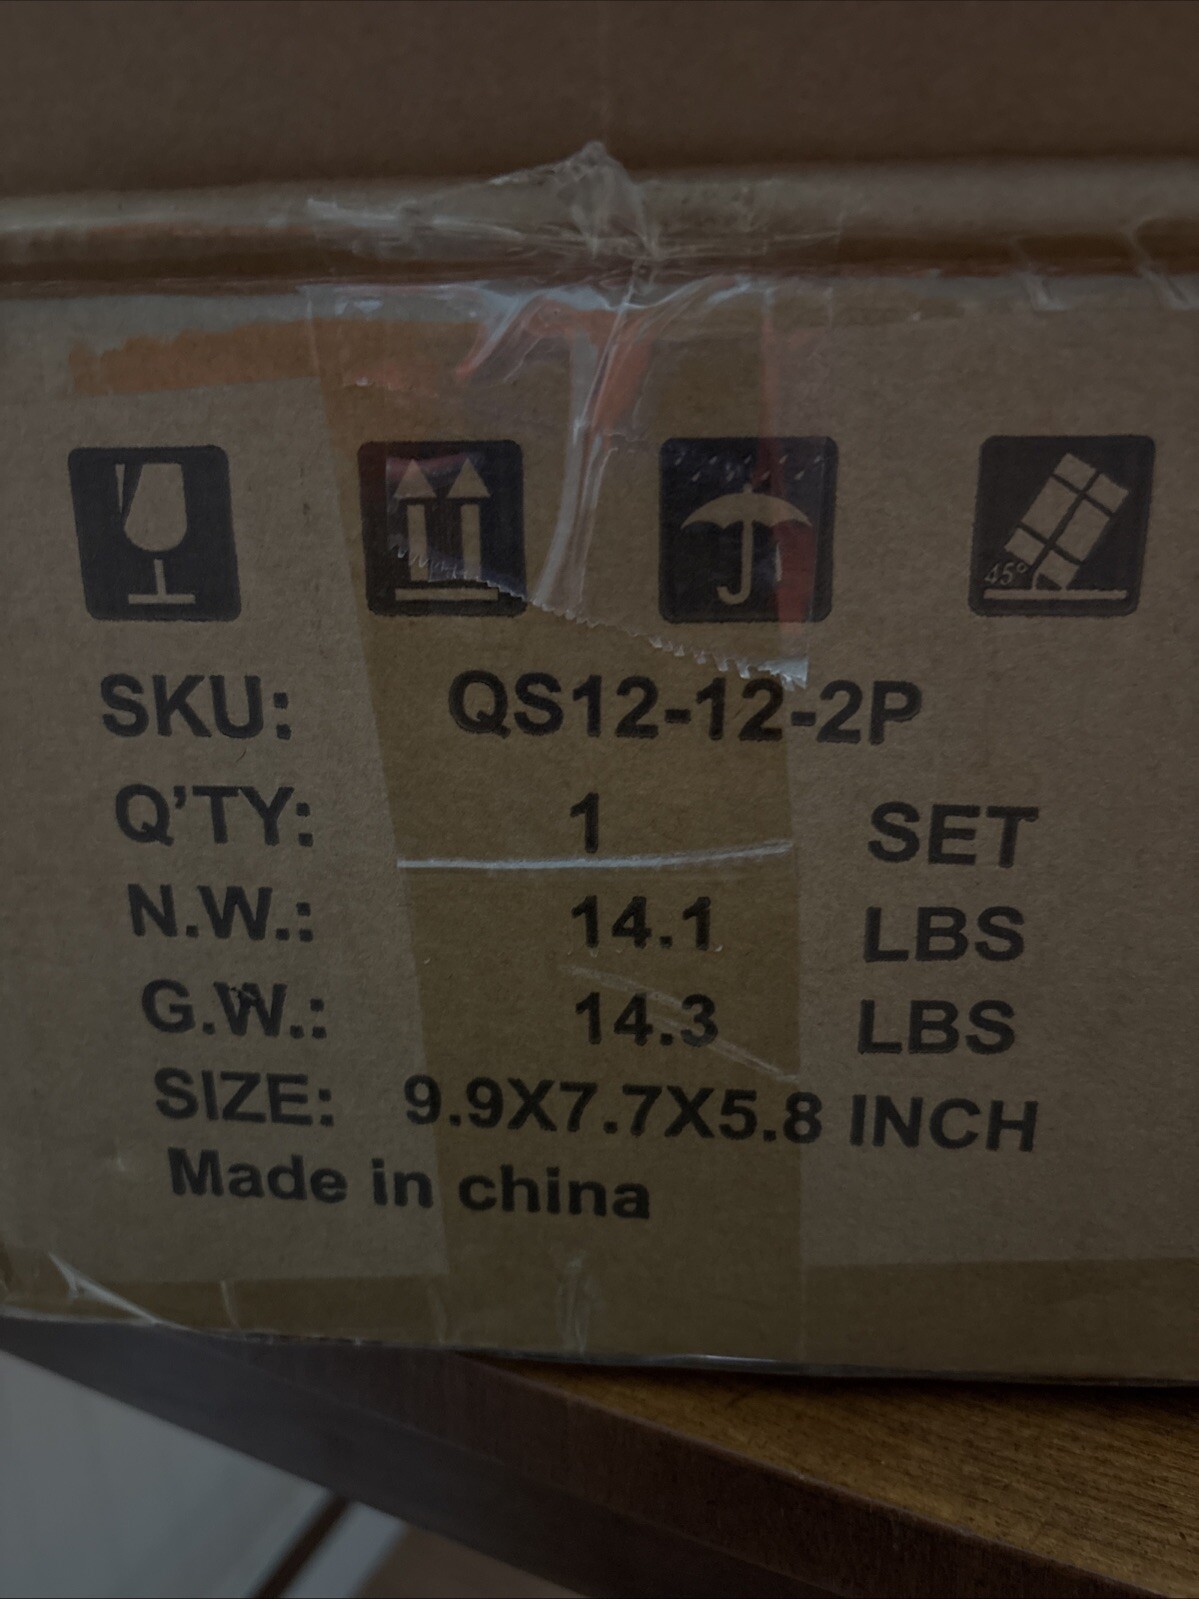 45°
SKU: QS12-12-2P
Q'TY: 1 SET
N.W.: 14.1 LBS
G.W.: 14.3 LBS
SIZE: 9.9X7.7X5.8 INCH
Made in china